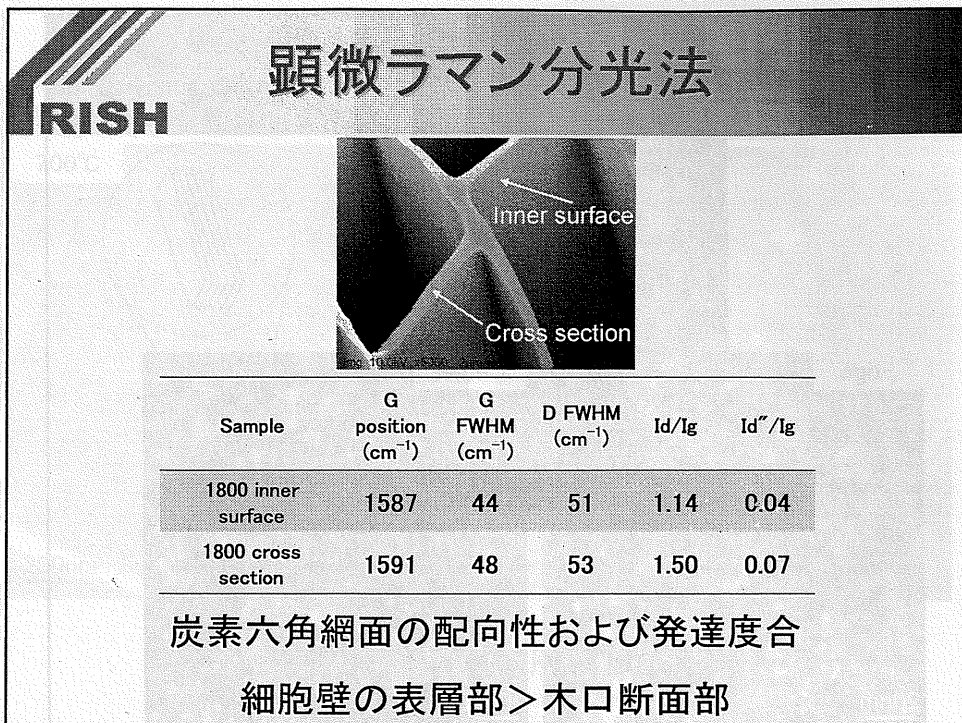 顕微ラマン分光法
RISH
Inner surface
Cross section
Sample G position (cm⁻¹) G FWHM (cm⁻¹) D FWHM (cm⁻¹) Id/Ig Id″/Ig
1800 inner surface 1587 44 51 1.14 0.04
1800 cross section 1591 48 53 1.50 0.07
炭素六角網面の配向性および発達度合
細胞壁の表層部＞木口断面部